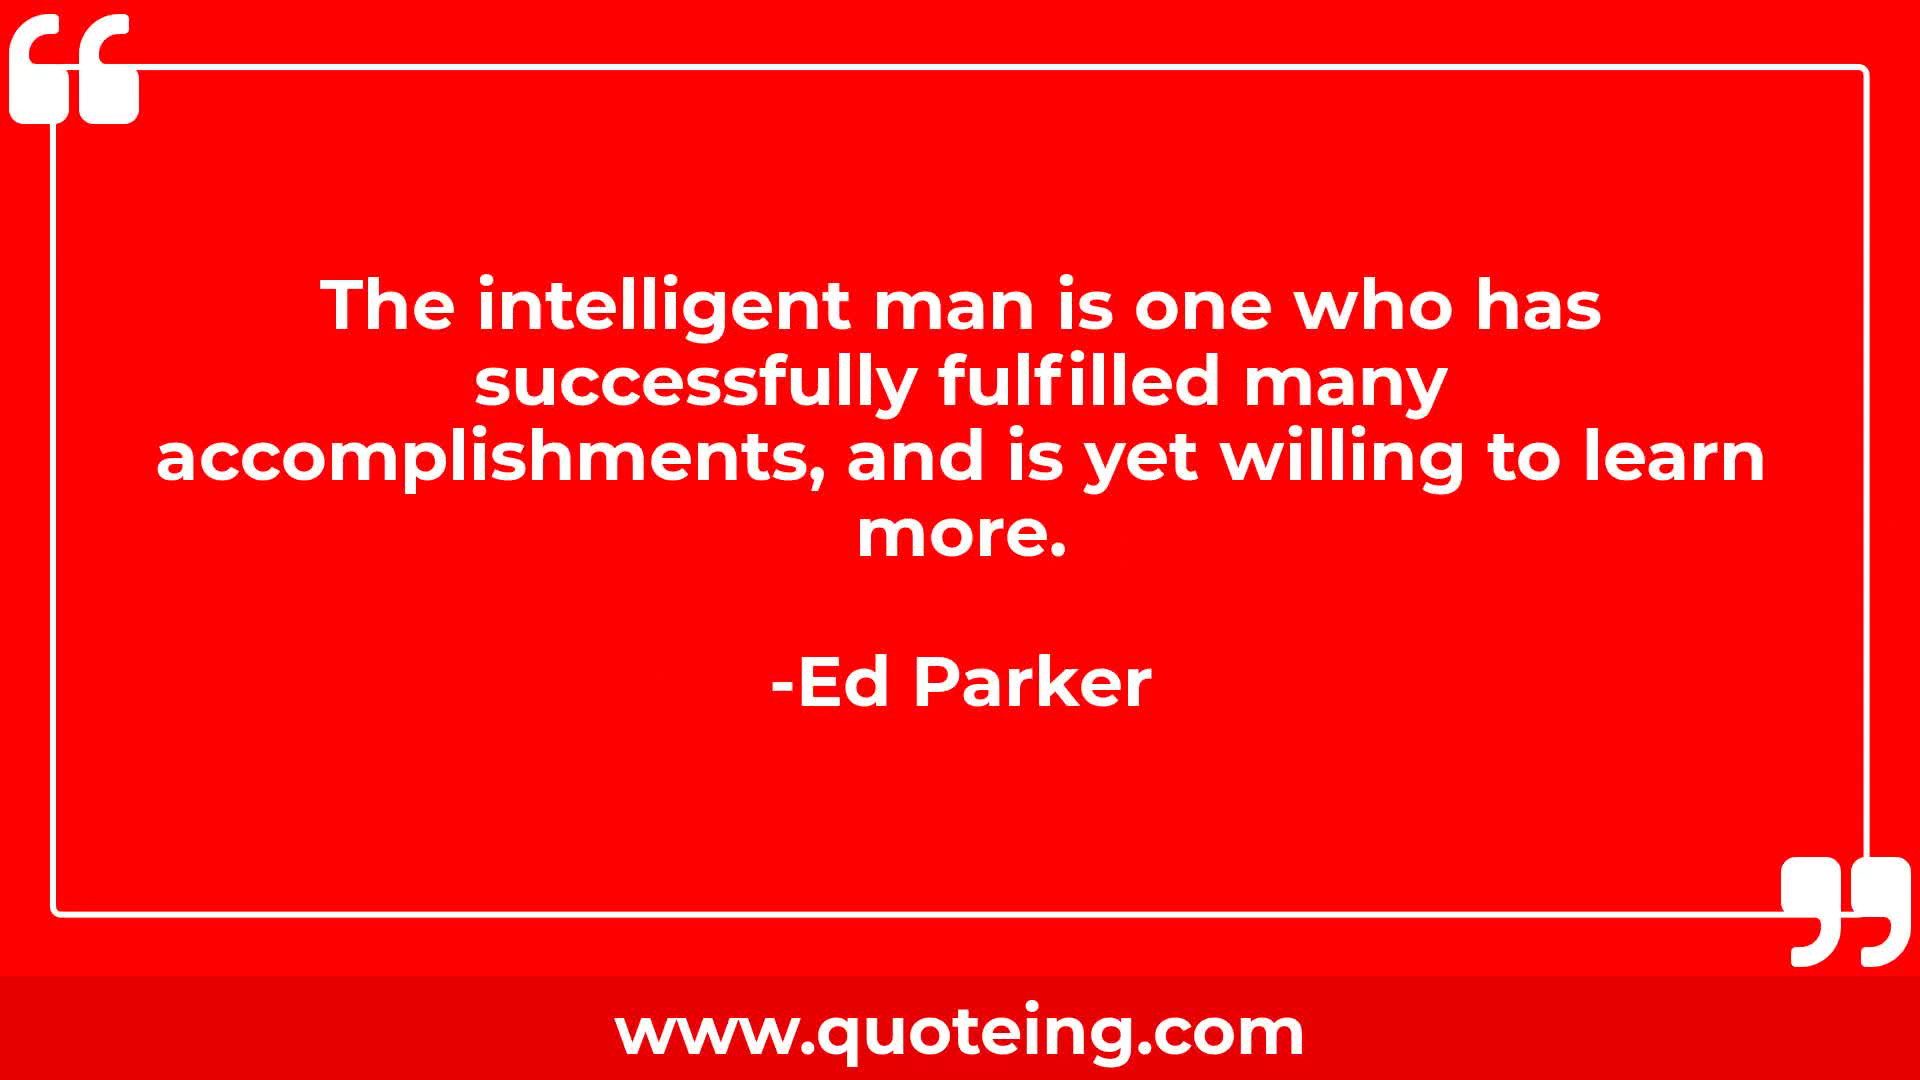 The intelligent man is one who has
successfully fulfilled many
accomplishments, and is yet willing to learn
more.
-Ed Parker
www.quoteing.com